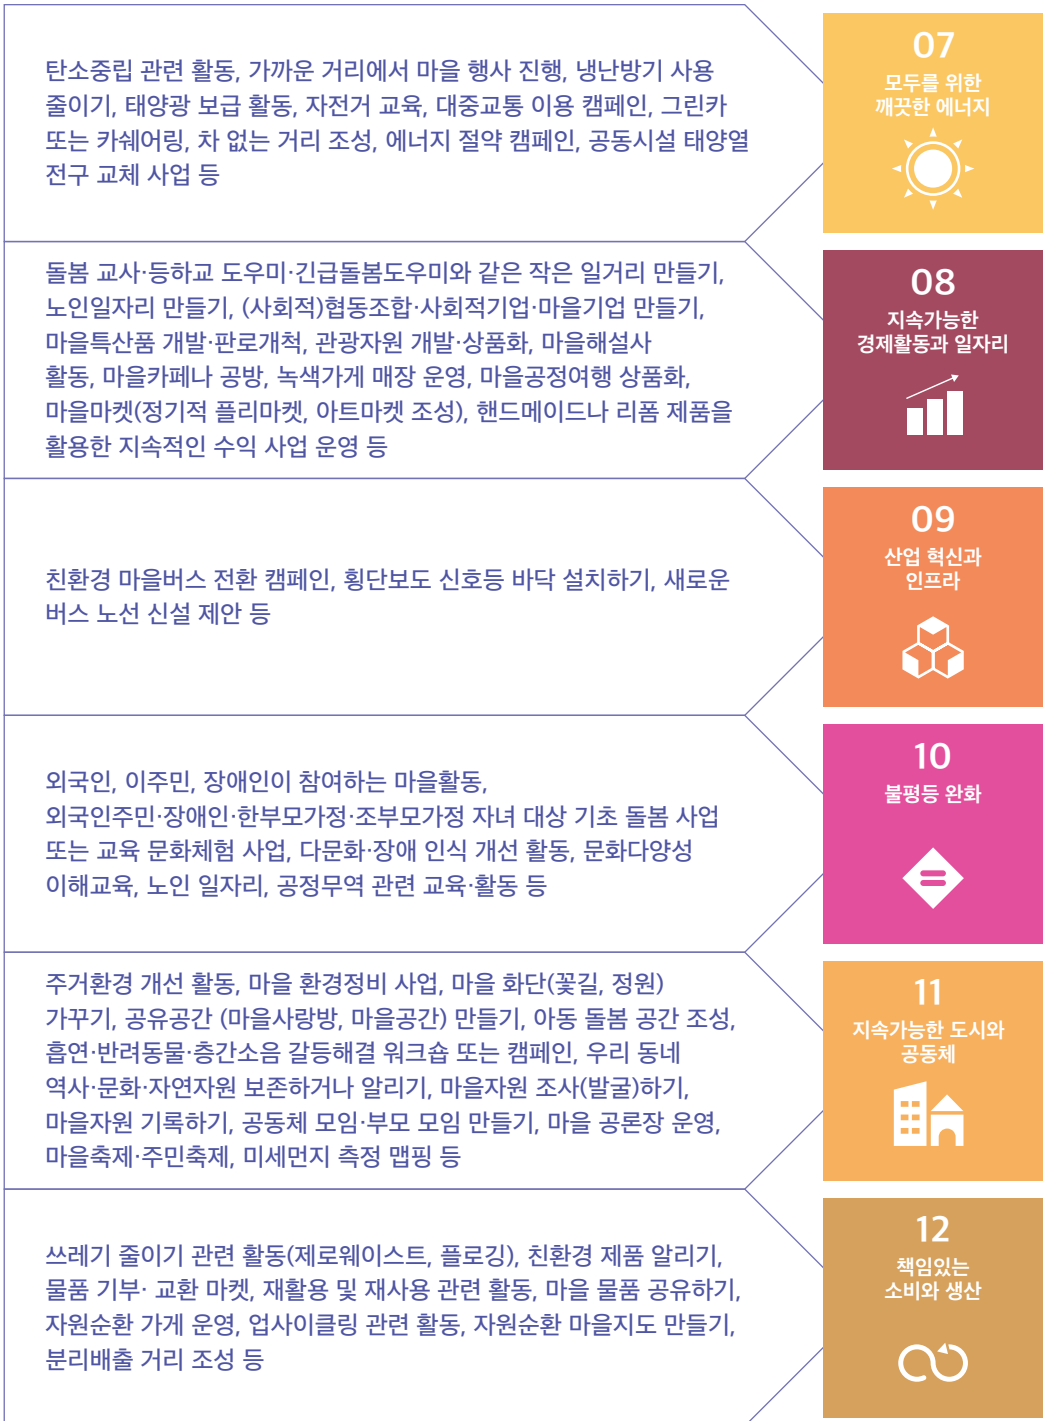 탄소중립 관련 활동, 가까운 거리에서 마을 행사 진행, 냉난방기 사용
줄이기, 태양광 보급 활동, 자전거 교육, 대중교통 이용 캠페인, 그린카
또는 카쉐어링, 차 없는 거리 조성, 에너지 절약 캠페인, 공동시설 태양열
전구 교체 사업 등
07
모두를 위한
깨끗한 에너지
돌봄 교사·등하교 도우미·긴급돌봄도우미와 같은 작은 일거리 만들기,
노인일자리 만들기, (사회적)협동조합·사회적기업·마을기업 만들기,
마을특산품 개발·판로개척, 관광자원 개발·상품화, 마을해설사
활동, 마을카페나 공방, 녹색가게 매장 운영, 마을공정여행 상품화,
마을마켓(정기적 플리마켓, 아트마켓 조성), 핸드메이드나 리폼 제품을
활용한 지속적인 수익 사업 운영 등
08
지속가능한
경제활동과 일자리
친환경 마을버스 전환 캠페인, 횡단보도 신호등 바닥 설치하기, 새로운
버스 노선 신설 제안 등
09
산업 혁신과
인프라
외국인, 이주민, 장애인이 참여하는 마을활동,
외국인주민·장애인·한부모가정·조부모가정 자녀 대상 기초 돌봄 사업
또는 교육 문화체험 사업, 다문화·장애 인식 개선 활동, 문화다양성
이해교육, 노인 일자리, 공정무역 관련 교육·활동 등
10
불평등 완화
주거환경 개선 활동, 마을 환경정비 사업, 마을 화단(꽃길, 정원)
가꾸기, 공유공간 (마을사랑방, 마을공간) 만들기, 아동 돌봄 공간 조성,
흡연·반려동물·층간소음 갈등해결 워크숍 또는 캠페인, 우리 동네
역사·문화·자연자원 보존하거나 알리기, 마을자원 조사(발굴)하기,
마을자원 기록하기, 공동체 모임·부모 모임 만들기, 마을 공론장 운영,
마을축제·주민축제, 미세먼지 측정 맵핑 등
11
지속가능한 도시와
공동체
쓰레기 줄이기 관련 활동(제로웨이스트, 플로깅), 친환경 제품 알리기,
물품 기부· 교환 마켓, 재활용 및 재사용 관련 활동, 마을 물품 공유하기,
자원순환 가게 운영, 업사이클링 관련 활동, 자원순환 마을지도 만들기,
분리배출 거리 조성 등
12
책임있는
소비와 생산